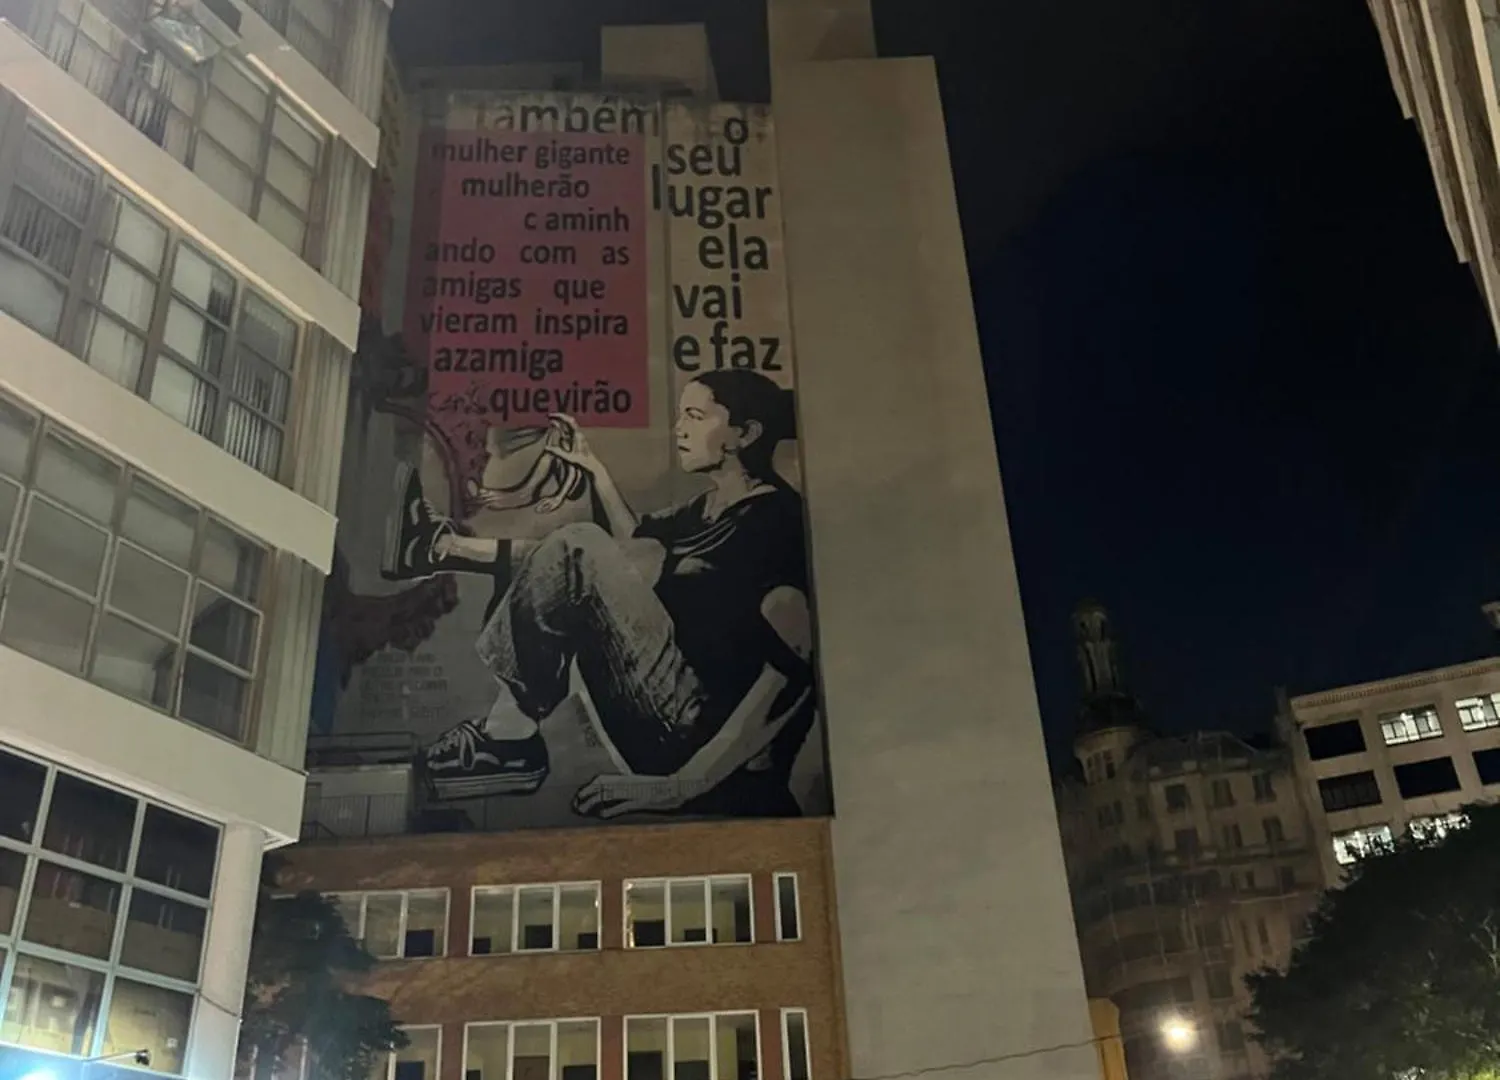 também
mulher gigante
mulherão
c aminh
ando com as
amigas que
vieram inspira
azamiga
que virão
o
seu
lugar
ela
vai
e faz